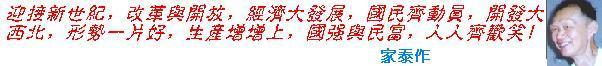 迎接新世紀，改革與開放，經濟大發展，國民齊動員，開發大
西北，形勢一片好，生產增增上，國强與民富，人人齊歡笑！
家泰作